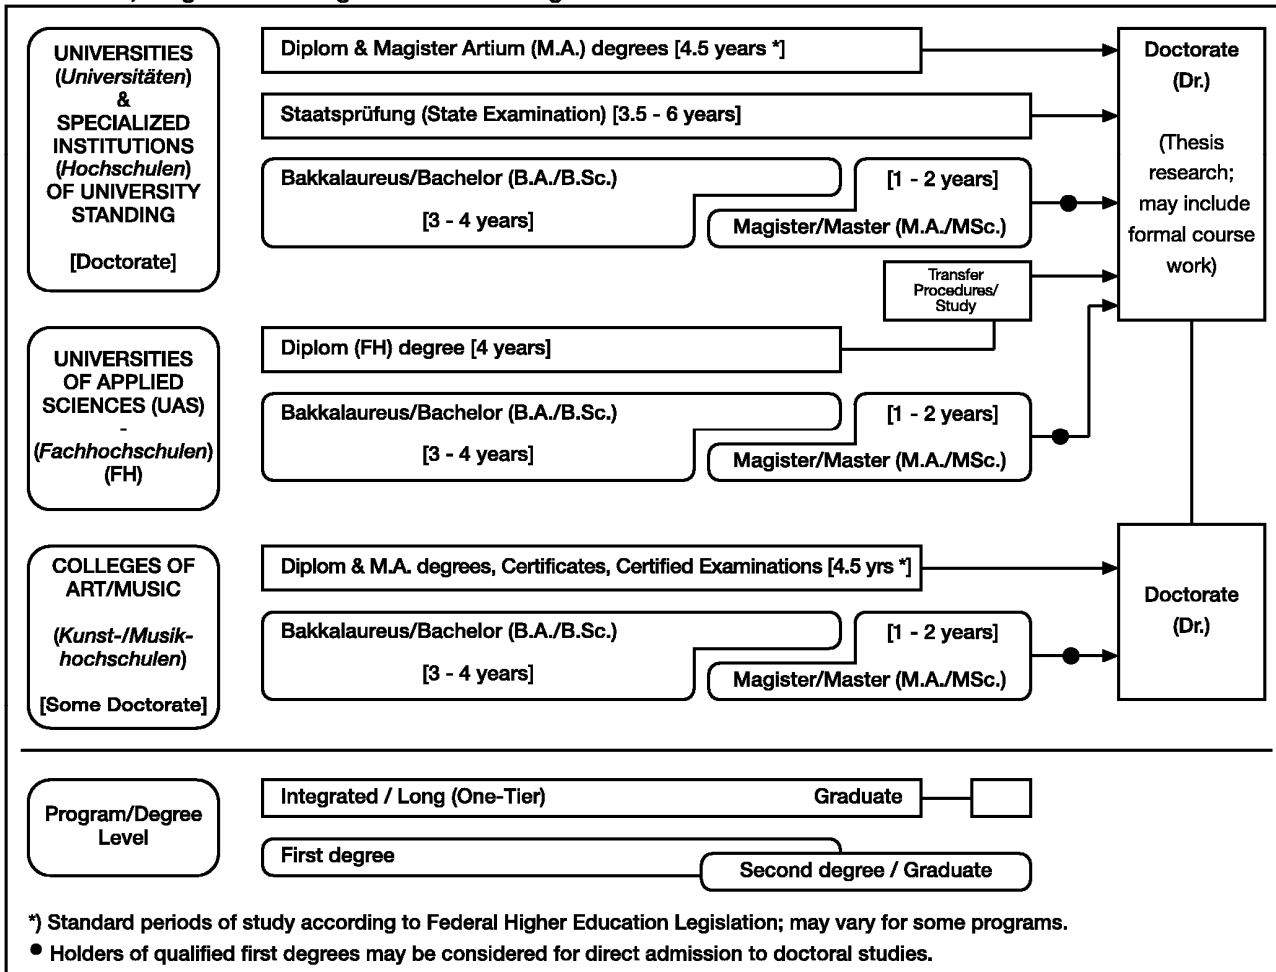 UNIVERSITIES
(Universitäten)
&
SPECIALIZED
INSTITUTIONS
(Hochschulen)
OF UNIVERSITY
STANDING
[Doctorate]
Diplom & Magister Artium (M.A.) degrees [4.5 years *]
Staatsprüfung (State Examination) [3.5 - 6 years]
Bakkalaureus/Bachelor (B.A./B.Sc.)
[3 - 4 years]
[1 - 2 years]
Magister/Master (M.A./MSc.)
Transfer
Procedures/
Study
Doctorate
(Dr.)
(Thesis
research;
may include
formal course
work)
UNIVERSITIES
OF APPLIED
SCIENCES (UAS)
-
(Fachhochschulen)
(FH)
Diplom (FH) degree [4 years]
Bakkalaureus/Bachelor (B.A./B.Sc.)
[3 - 4 years]
[1 - 2 years]
Magister/Master (M.A./MSc.)
COLLEGES OF
ART/MUSIC
(Kunst-/Musik-
hochschulen)
[Some Doctorate]
Diplom & M.A. degrees, Certificates, Certified Examinations [4.5 yrs *]
Bakkalaureus/Bachelor (B.A./B.Sc.)
[3 - 4 years]
[1 - 2 years]
Magister/Master (M.A./MSc.)
Doctorate
(Dr.)
Program/Degree
Level
Integrated / Long (One-Tier) Graduate
First degree
Second degree / Graduate
*) Standard periods of study according to Federal Higher Education Legislation; may vary for some programs.
● Holders of qualified first degrees may be considered for direct admission to doctoral studies.